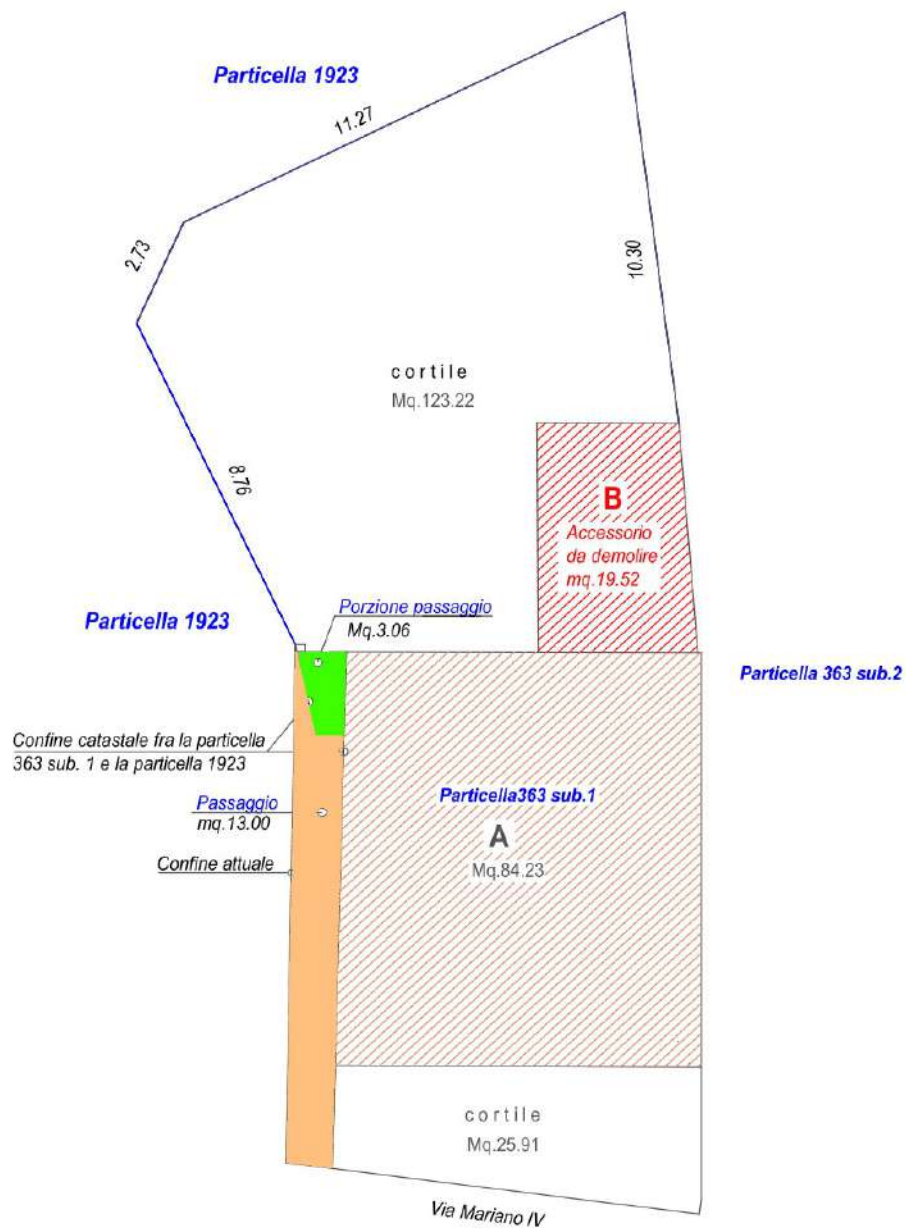 Particella 1923
11.27
2.73
10.30
cortile
Mq.123.22
8.76
B
Accessorio
da demolire
mq.19.52
Porzione passaggio
Mq.3.06
Particella 1923
Particella 363 sub.2
Confine catastale fra la particella
363 sub. 1 e la particella 1923
Particella363 sub.1
Passaggio
mq.13.00
A
Mq.84.23
Confine attuale
cortile
Mq.25.91
Via Mariano IV